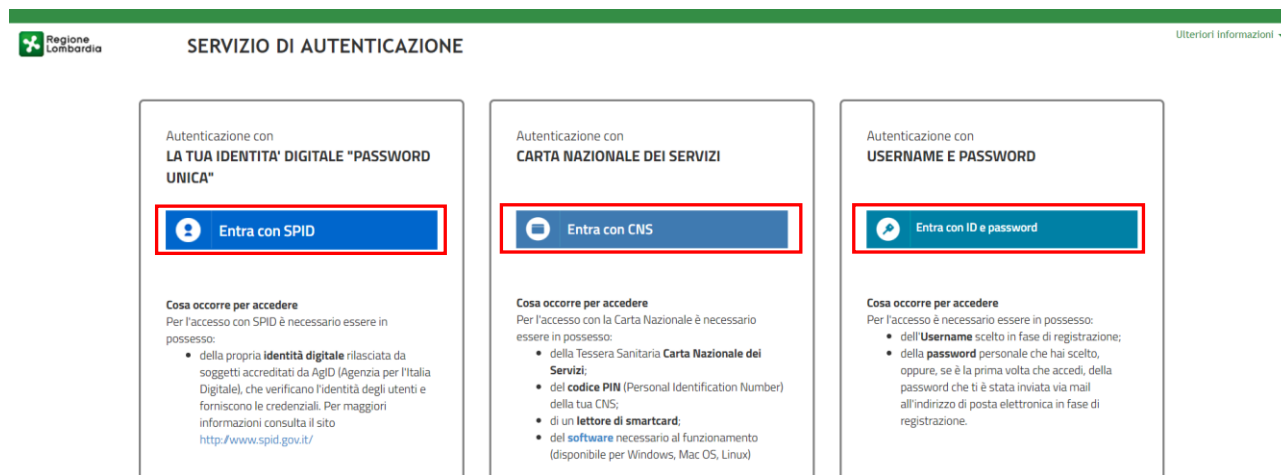 Regione
Lombardia
SERVIZIO DI AUTENTICAZIONE
Ulteriori informazioni
Autenticazione con
LA TUA IDENTITA' DIGITALE "PASSWORD
UNICA"
Entra con SPID
Cosa occorre per accedere
Per l'accesso con SPID è necessario essere in
possesso:
• della propria identità digitale rilasciata da
soggetti accreditati da AgID (Agenzia per l'Italia
Digitale), che verificano l'identità degli utenti e
forniscono le credenziali. Per maggiori
informazioni consulta il sito
http://www.spid.gov.it/
Autenticazione con
CARTA NAZIONALE DEI SERVIZI
Entra con CNS
Cosa occorre per accedere
Per l'accesso con la Carta Nazionale è necessario
essere in possesso:
• della Tessera Sanitaria Carta Nazionale dei
Servizi;
• del codice PIN (Personal Identification Number)
della tua CNS;
• di un lettore di smartcard;
• del software necessario al funzionamento
(disponibile per Windows, Mac OS, Linux)
Autenticazione con
USERNAME E PASSWORD
Entra con ID e password
Cosa occorre per accedere
Per l'accesso è necessario essere in possesso:
• dell'Username scelto in fase di registrazione;
• della password personale che hai scelto,
oppure, se è la prima volta che accedi, della
password che ti è stata inviata via mail
all'indirizzo di posta elettronica in fase di
registrazione.